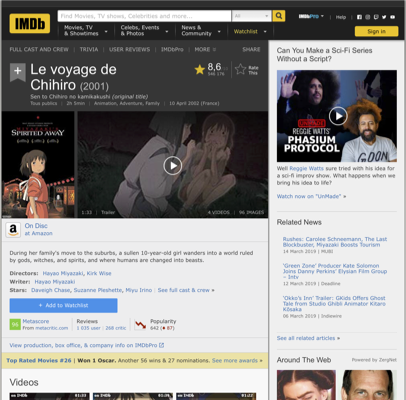 IMDb
Find Movies, TV shows, Celebrities and more...
All
Movies, TV & Showtimes
Celebs, Events & Photos
News & Community
Watchlist
IMDbPro
Help
Sign in
FULL CAST AND CREW | TRIVIA | USER REVIEWS | IMDbPro | MORE
SHARE
Le voyage de
Chihiro (2001)
8,6
Rate This
Sen to Chihiro no kamikakushi (original title)
Tous publics | 2h 5min | Animation, Adventure, Family | 10 April 2002 (France)
SPIRITED AWAY
1:33 | Trailer
4 VIDEOS | 96 IMAGES
On Disc
at Amazon
During her family's move to the suburbs, a sullen 10-year-old girl wanders into a world ruled
by gods, witches, and spirits, and where humans are changed into beasts.
Directors: Hayao Miyazaki, Kirk Wise
Writer: Hayao Miyazaki
Stars: Daveigh Chase, Suzanne Pleshette, Miyu Irino | See full cast & crew »
+ Add to Watchlist
96
Metascore
From metacritic.com
Reviews
1 035 user | 268 critic
Popularity
642 (87)
View production, box office, & company info on IMDbPro
Top Rated Movies #26 | Won 1 Oscar. Another 56 wins & 27 nominations. See more awards »
Videos
Can You Make a Sci-Fi Series
Without a Script?
REGGIE WATTS'
PHASIUM
PROTOCOL
Well Reggie Watts sure tried with his idea for
a sci-fi improv show. What happens when we
bring his idea to life?
Watch now on "UnMade" »
Related News
Rushes: Carolee Schneemann, The Last
Blockbuster, Miyazaki Boosts Tourism
14 March 2019 | MUBI
'Green Zone' Producer Kate Solomon
Joins Danny Perkins' Elysian Film Group
– Intv
12 March 2019 | Deadline
'Okko's Inn' Trailer: GKids Offers Ghost
Tale from Studio Ghibli Animator Kitaro
Kōsaka
06 March 2019 | Indiewire
See all related articles »
Around The Web
Powered by ZergNet